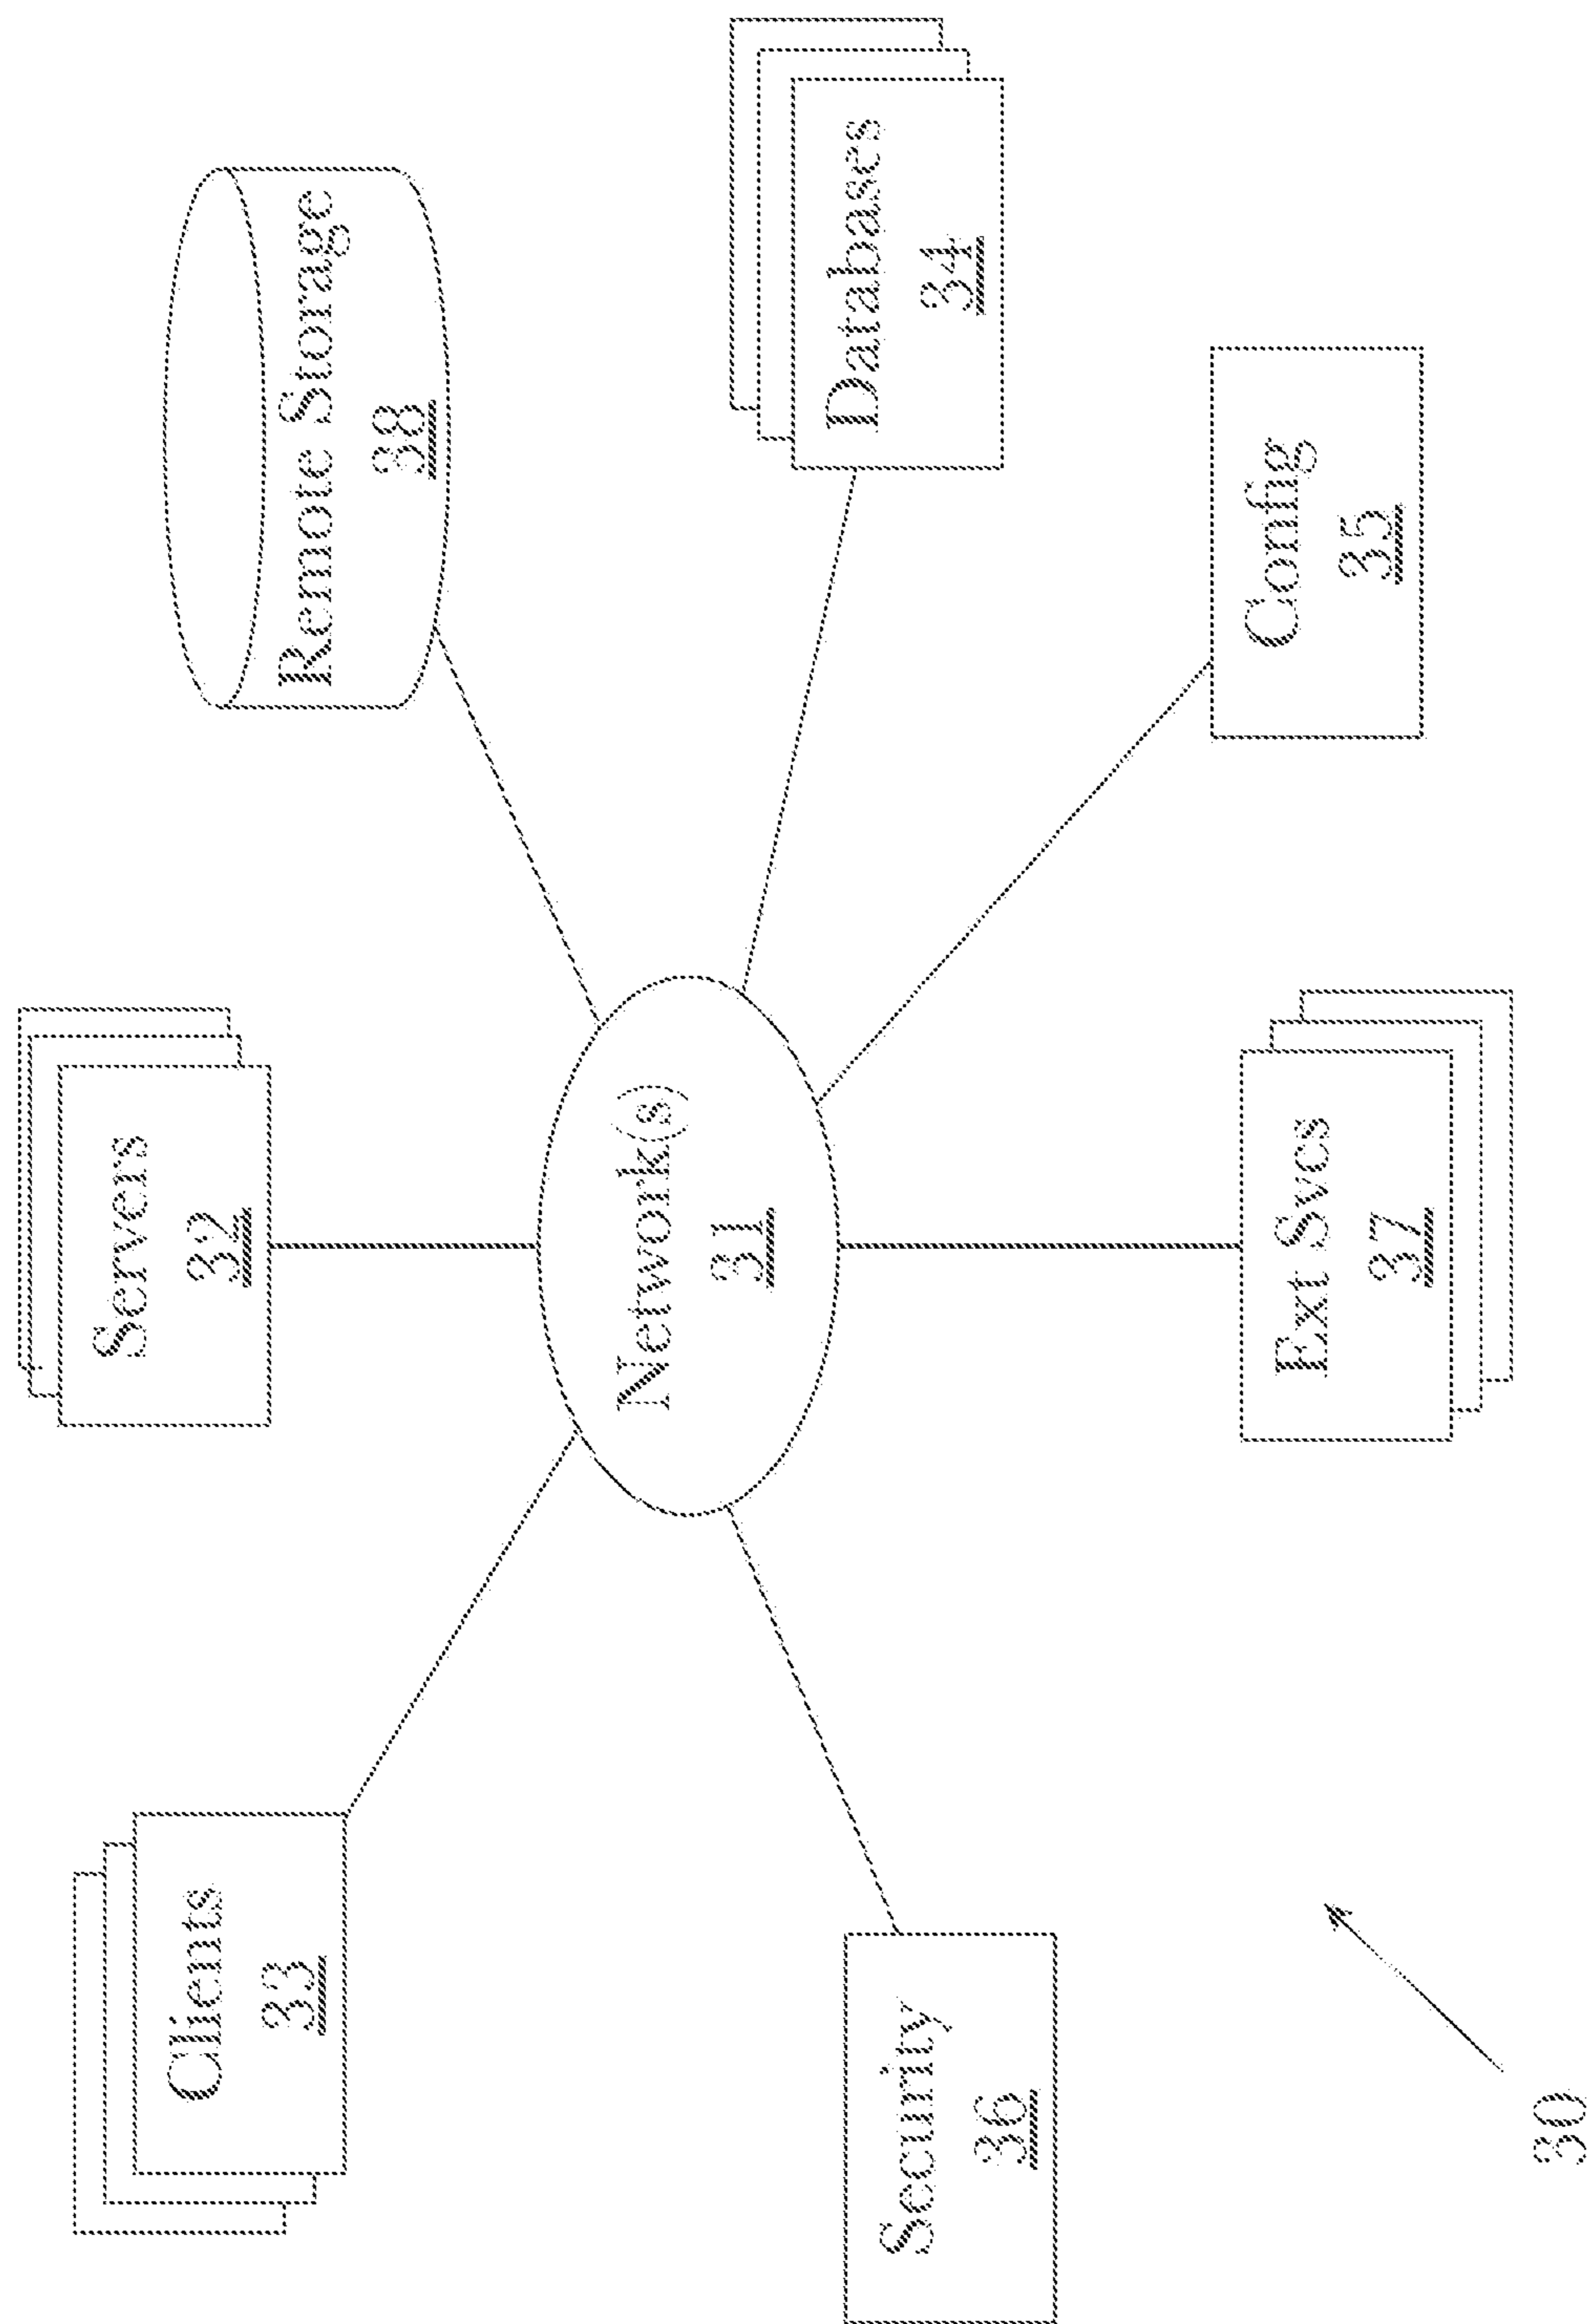 Clients
33
Servers
32
Remote Storage
38
Network(s)
31
Databases
34
Security
36
Ext Svcs
37
Config
35
30